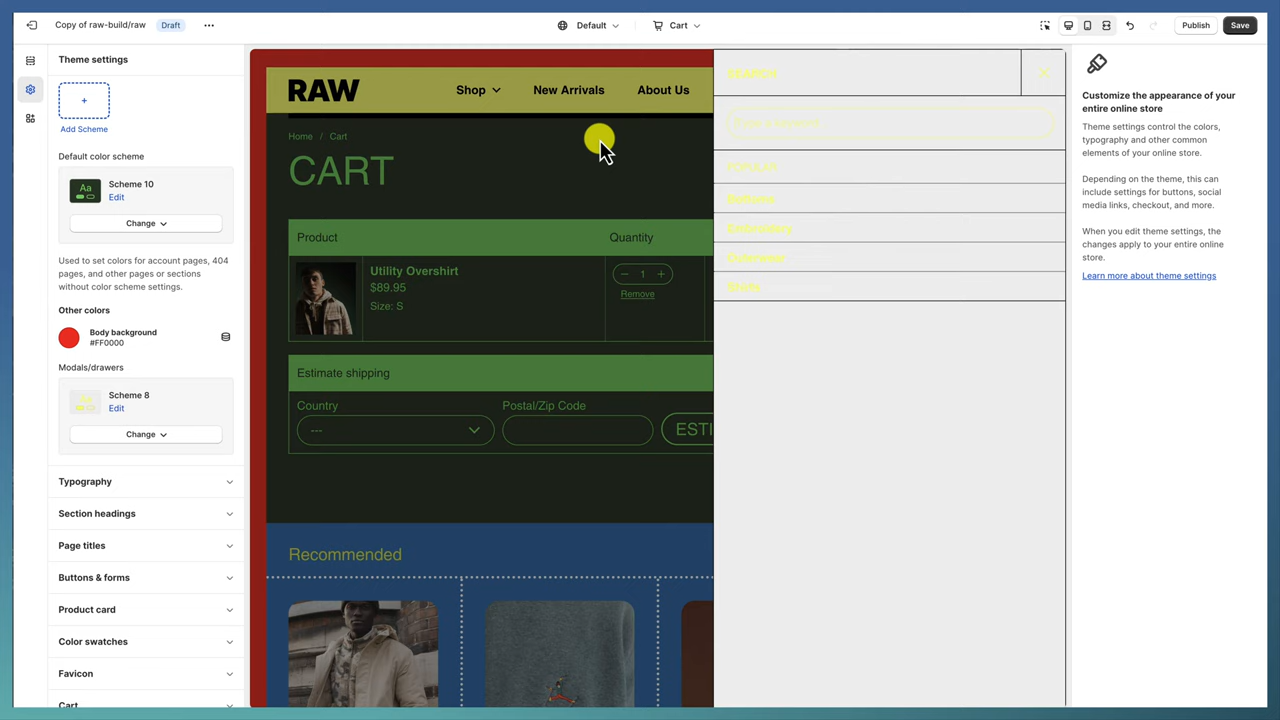 Copy of raw-build/raw
Draft
Default
Cart
Publish
Save
Theme settings
Add Scheme
Default color scheme
Aa
Scheme 10
Edit
Change
Used to set colors for account pages, 404
pages, and other pages or sections
without color scheme settings.
Other colors
Body background
#FF0000
Modals/drawers
Aa
Scheme 8
Edit
Change
Typography
Section headings
Page titles
Buttons & forms
Product card
Color swatches
Favicon
Cart
RAW
Shop
New Arrivals
About Us
Home / Cart
CART
Product
Quantity
Utility Overshirt
$89.95
Size: S
1
Remove
Estimate shipping
Country
Postal/Zip Code
---
ESTI
Recommended
SEARCH
POPULAR
Bottoms
Embroidery
Outerwear
Customize the appearance of your
entire online store
Theme settings control the colors,
typography and other common
elements of your online store.
Depending on the theme, this can
include settings for buttons, social
media links, checkout, and more.
When you edit theme settings, the
changes apply to your entire online
store.
Learn more about theme settings